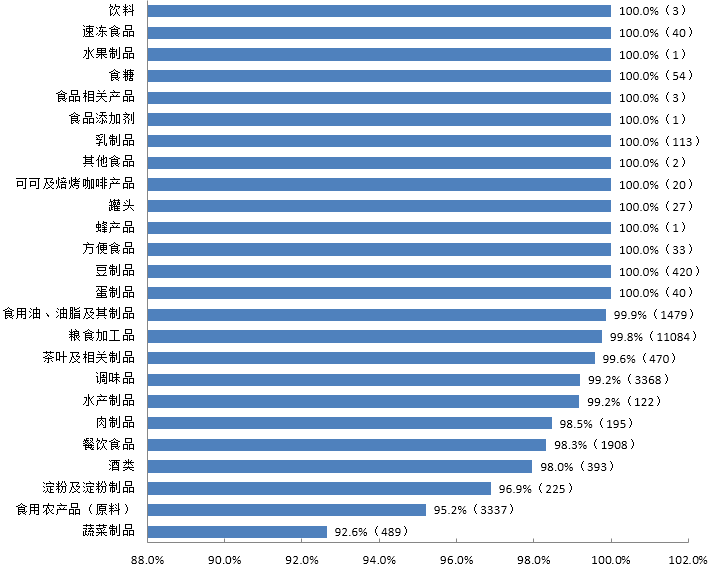 饮料 100.0%（3）
速冻食品 100.0%（40）
水果制品 100.0%（1）
食糖 100.0%（54）
食品相关产品 100.0%（3）
食品添加剂 100.0%（1）
乳制品 100.0%（113）
其他食品 100.0%（2）
可可及焙烤咖啡产品 100.0%（20）
罐头 100.0%（27）
蜂产品 100.0%（1）
方便食品 100.0%（33）
豆制品 100.0%（420）
蛋制品 100.0%（40）
食用油、油脂及其制品 99.9%（1479）
粮食加工品 99.8%（11084）
茶叶及相关制品 99.6%（470）
调味品 99.2%（3368）
水产制品 99.2%（122）
肉制品 98.5%（195）
餐饮食品 98.3%（1908）
酒类 98.0%（393）
淀粉及淀粉制品 96.9%（225）
食用农产品（原料） 95.2%（3337）
蔬菜制品 92.6%（489）
88.0% 90.0% 92.0% 94.0% 96.0% 98.0% 100.0% 102.0%